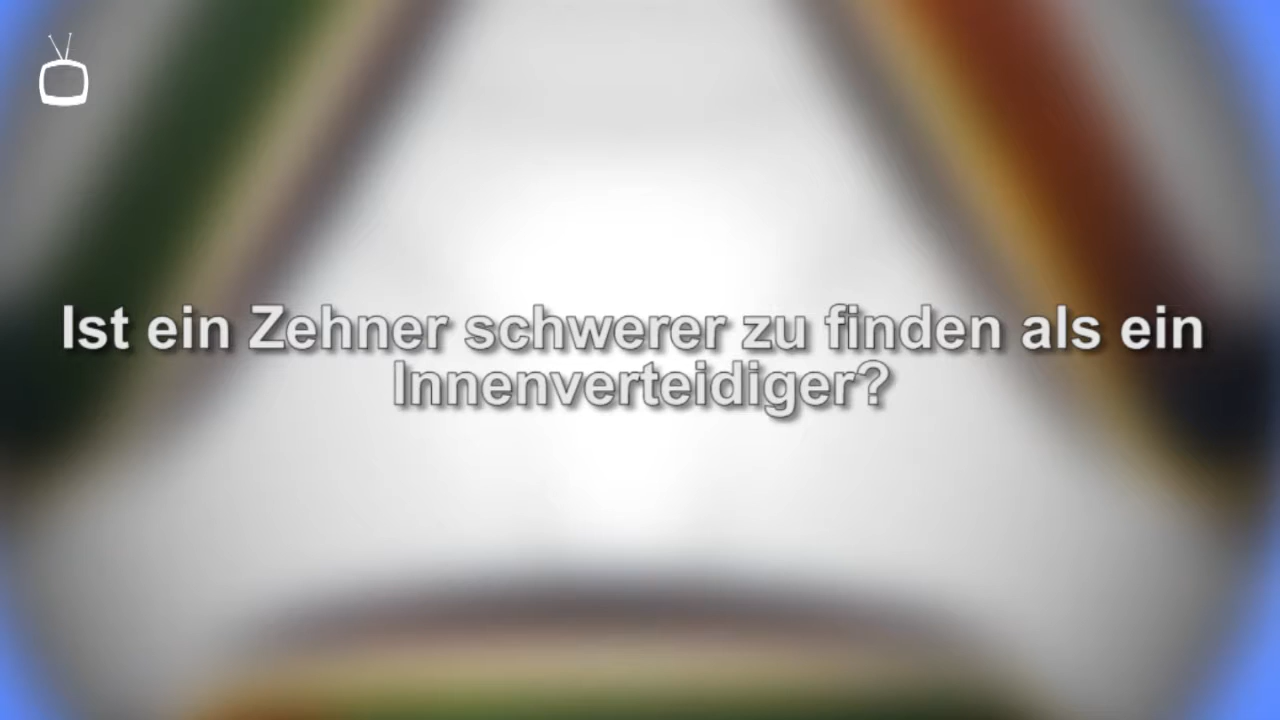 Ist ein Zehner schwerer zu finden als ein
Innenverteidiger?